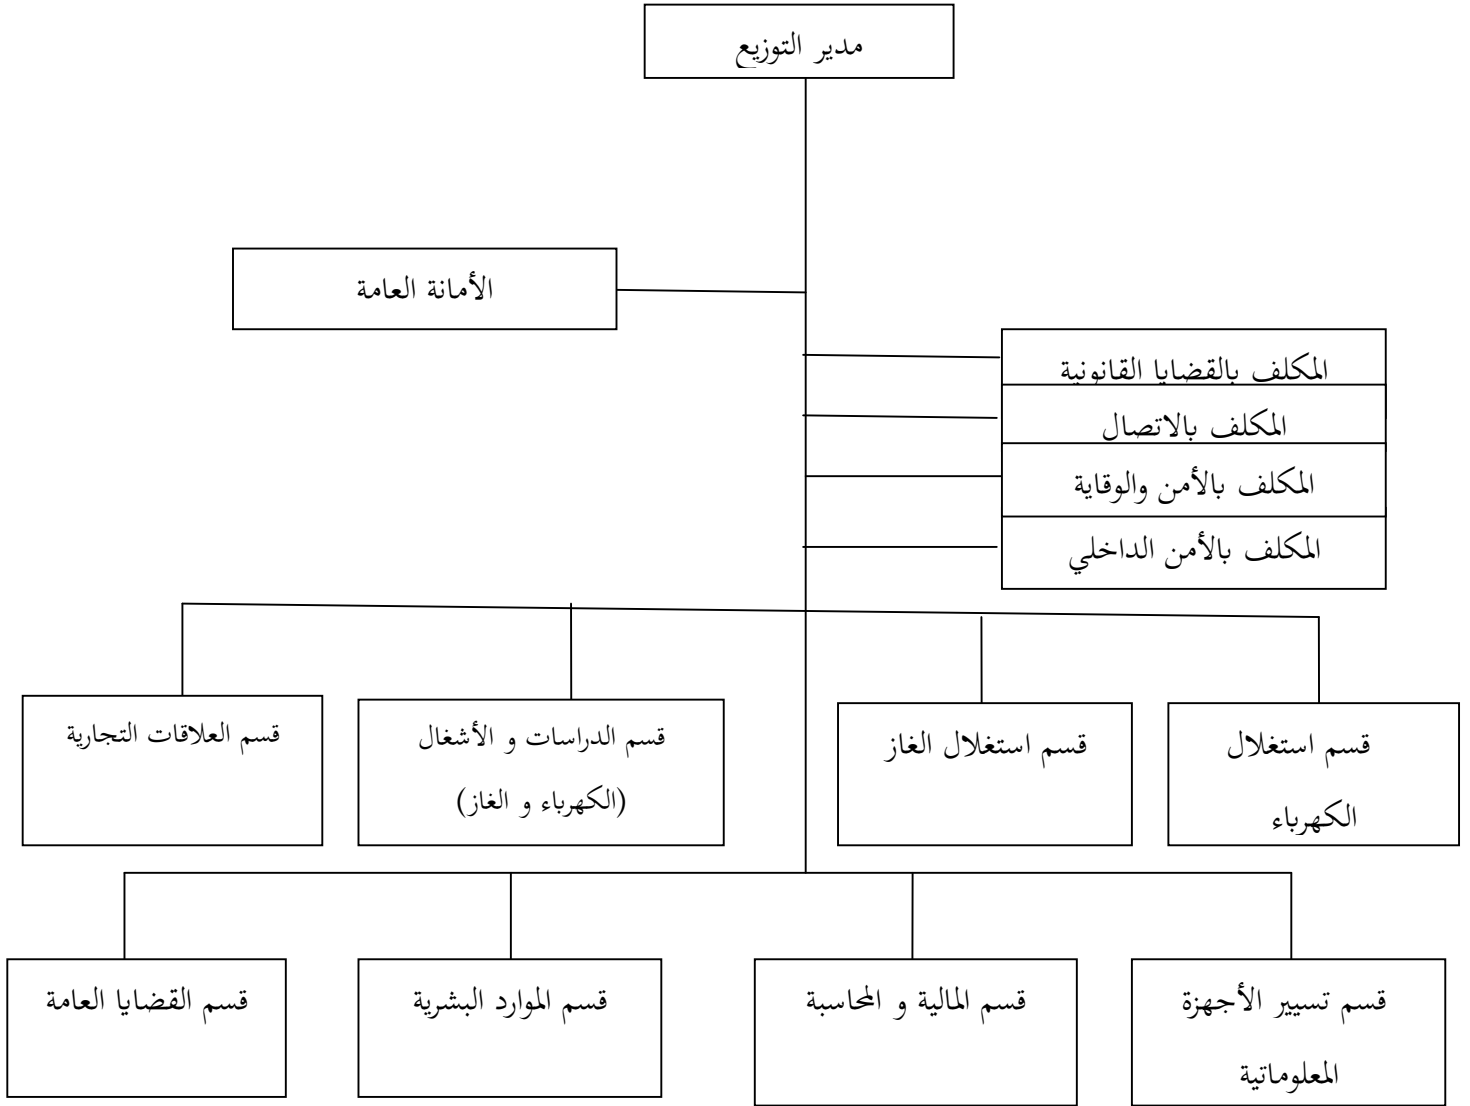 مدير التوزيع
الأمانة العامة
المكلف بالقضايا القانونية
المكلف بالاتصال
المكلف بالأمن والوقاية
المكلف بالأمن الداخلي
قسم استغلال
الكهرباء
قسم استغلال الغاز
قسم الدراسات و الأشغال
(الكهرباء و الغاز)
قسم العلاقات التجارية
قسم تسيير الأجهزة
المعلوماتية
قسم المالية و المحاسبة
قسم الموارد البشرية
قسم القضايا العامة